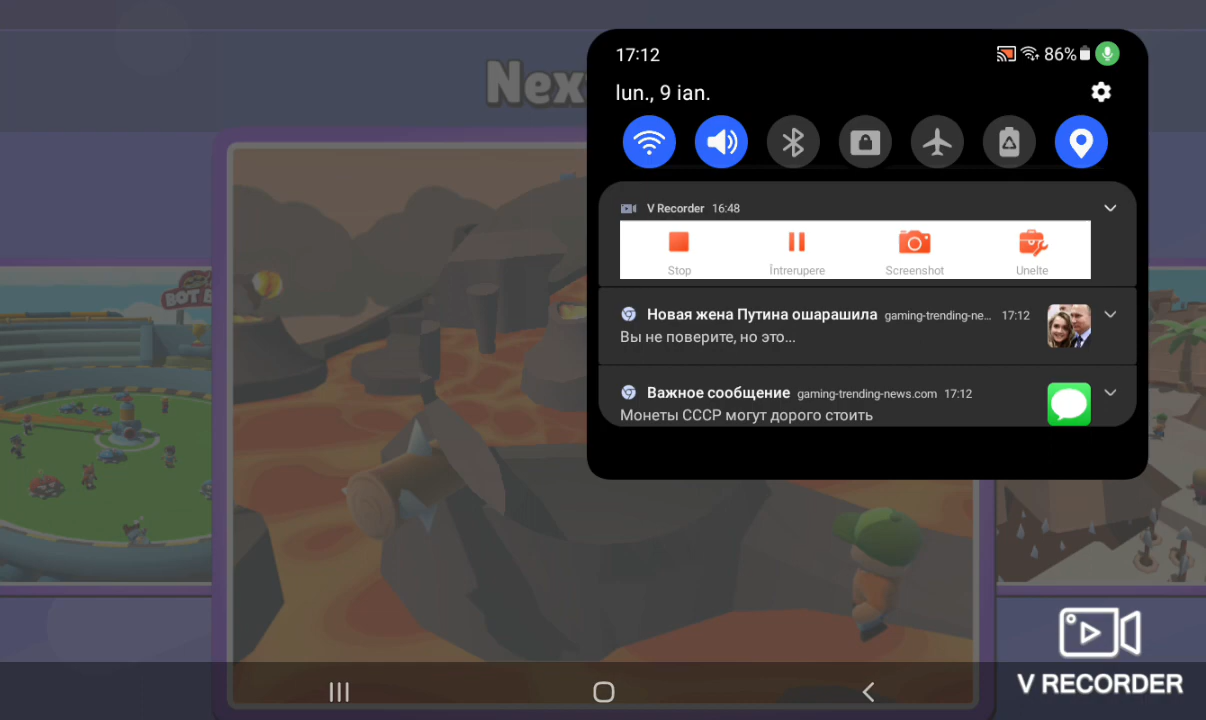 Nex
17:12
86%
lun., 9 ian.
V Recorder 16:48
Stop
Întrerupere
Screenshot
Unelte
Новая жена Путина ошарашила gaming-trending-ne... 17:12
Вы не поверите, но это...
Важное сообщение gaming-trending-news.com 17:12
Монеты СССР могут дорого стоить
BOT B
V RECORDER